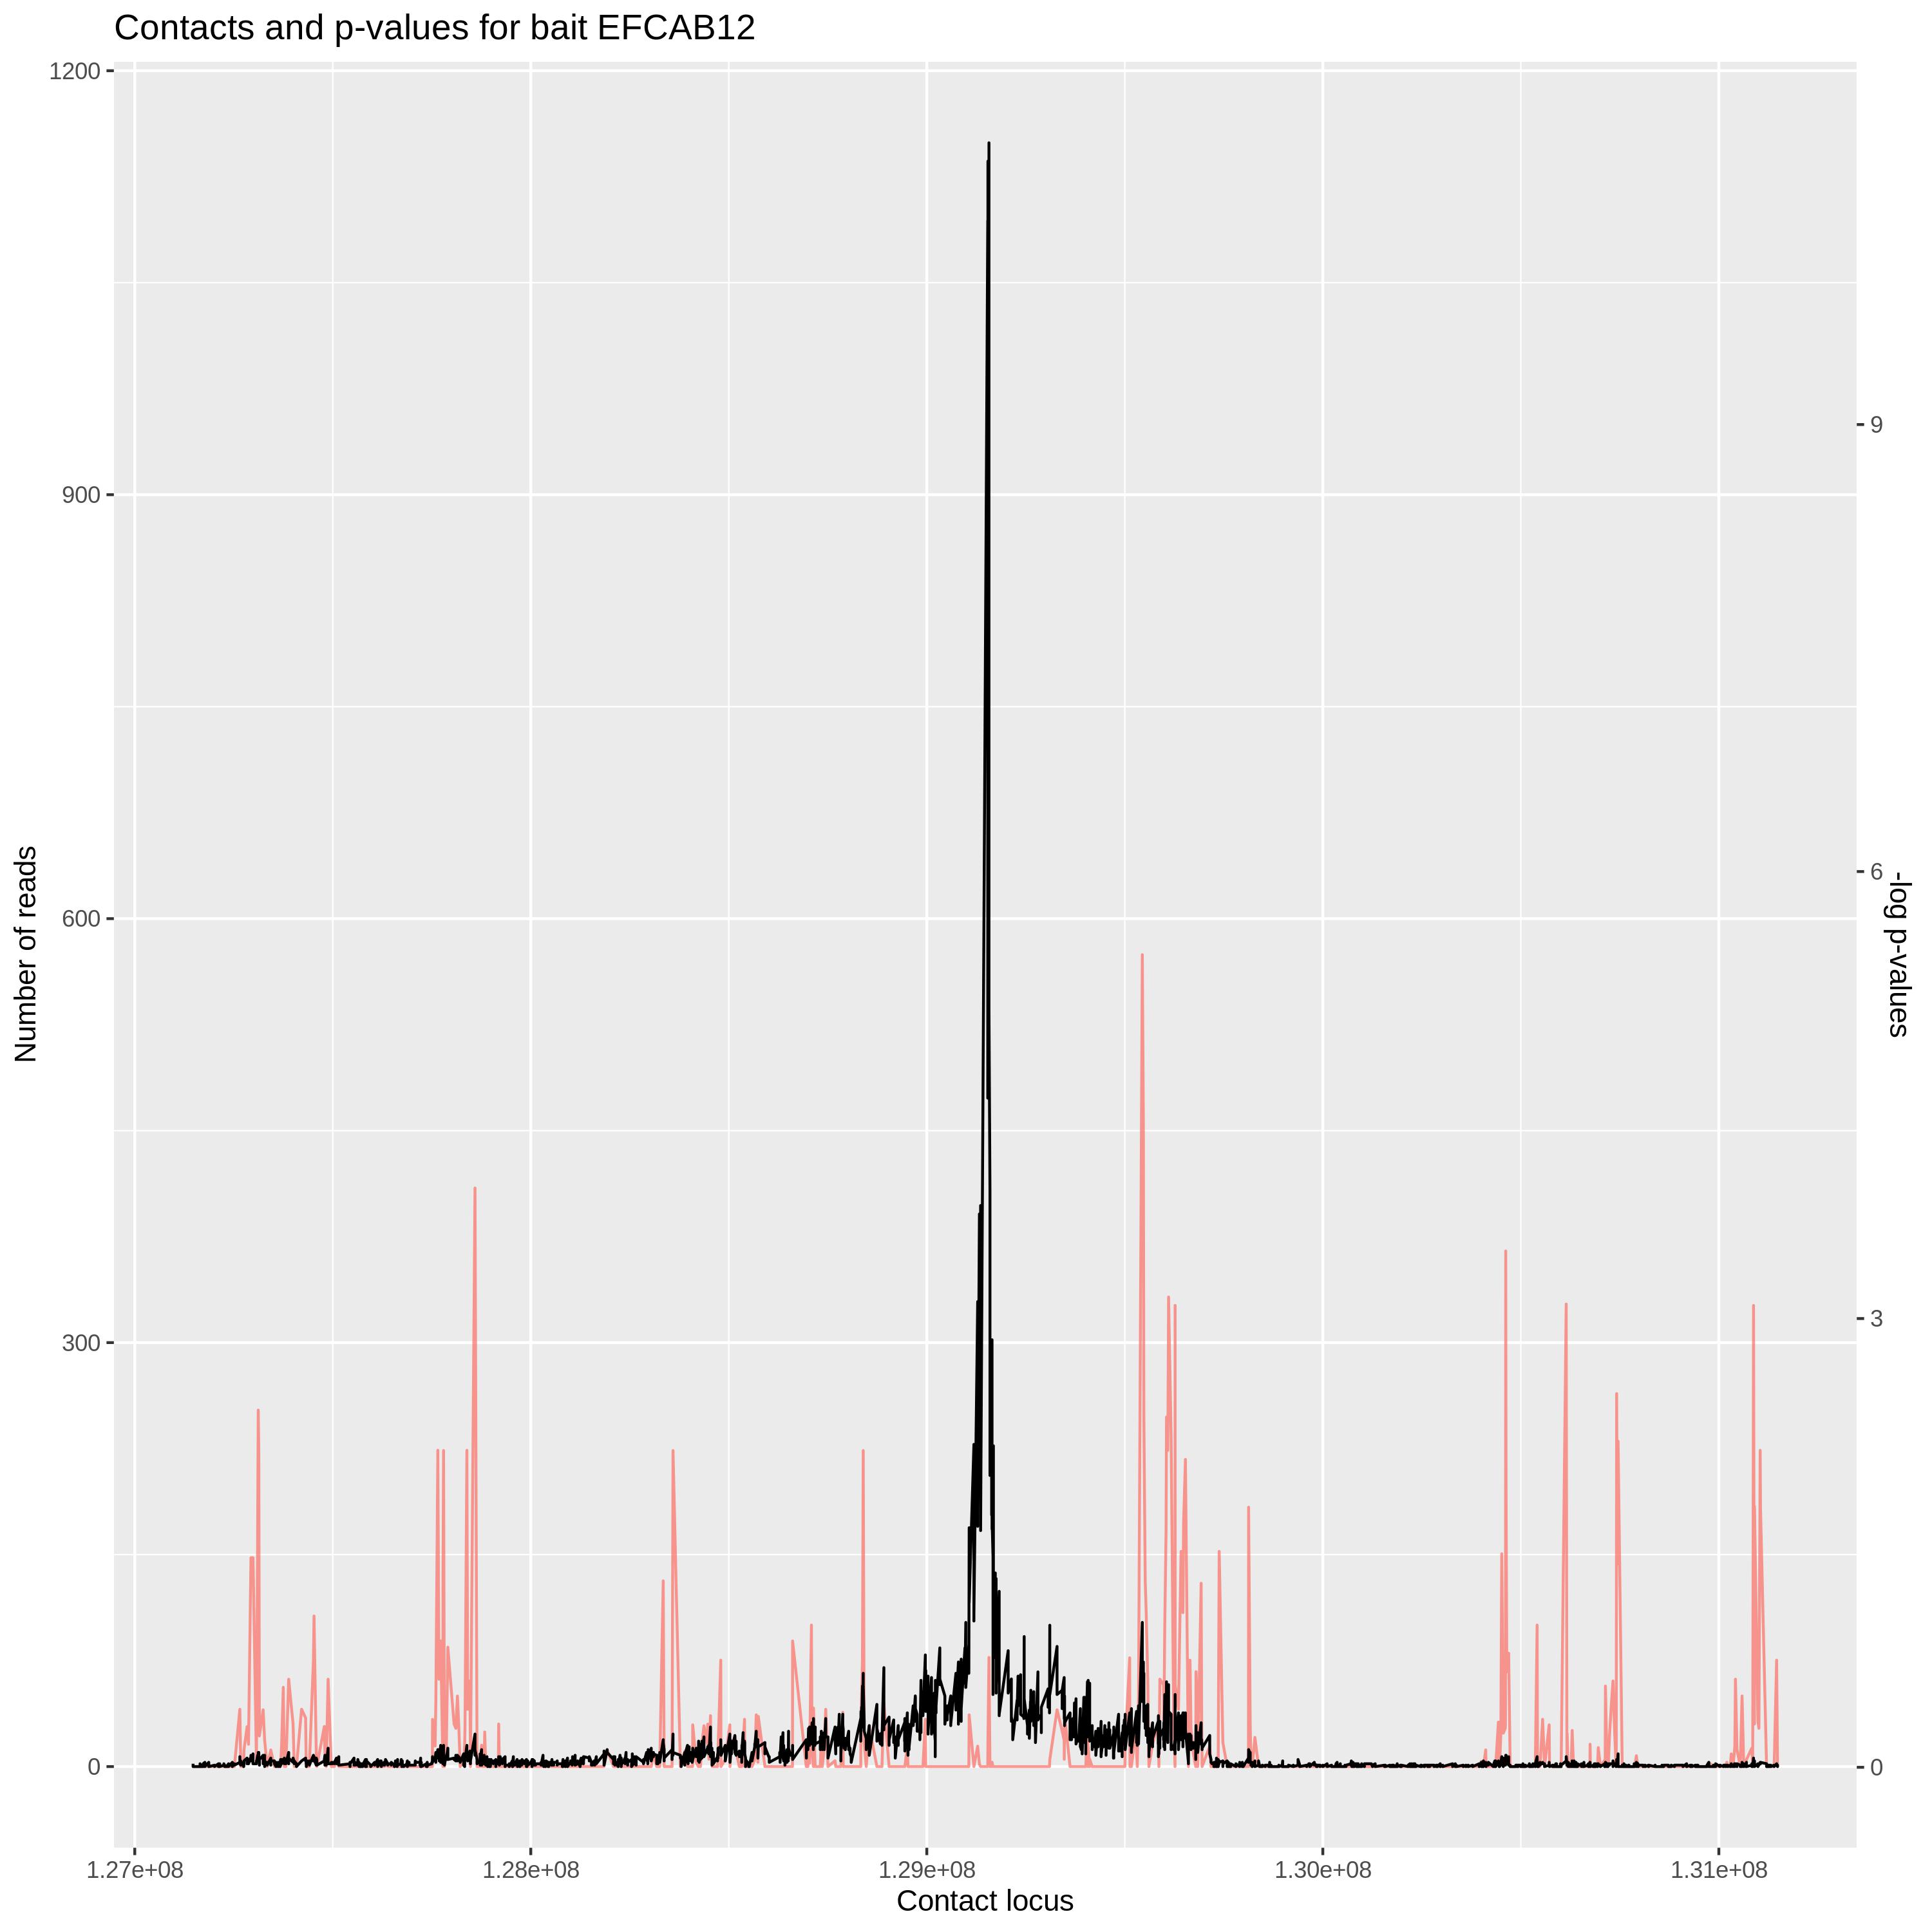 Contacts and p-values for bait EFCAB12
1200
900
600
300
0
Number of reads
9
6
3
0
-log p-values
1.27e+08
1.28e+08
1.29e+08
1.30e+08
1.31e+08
Contact locus